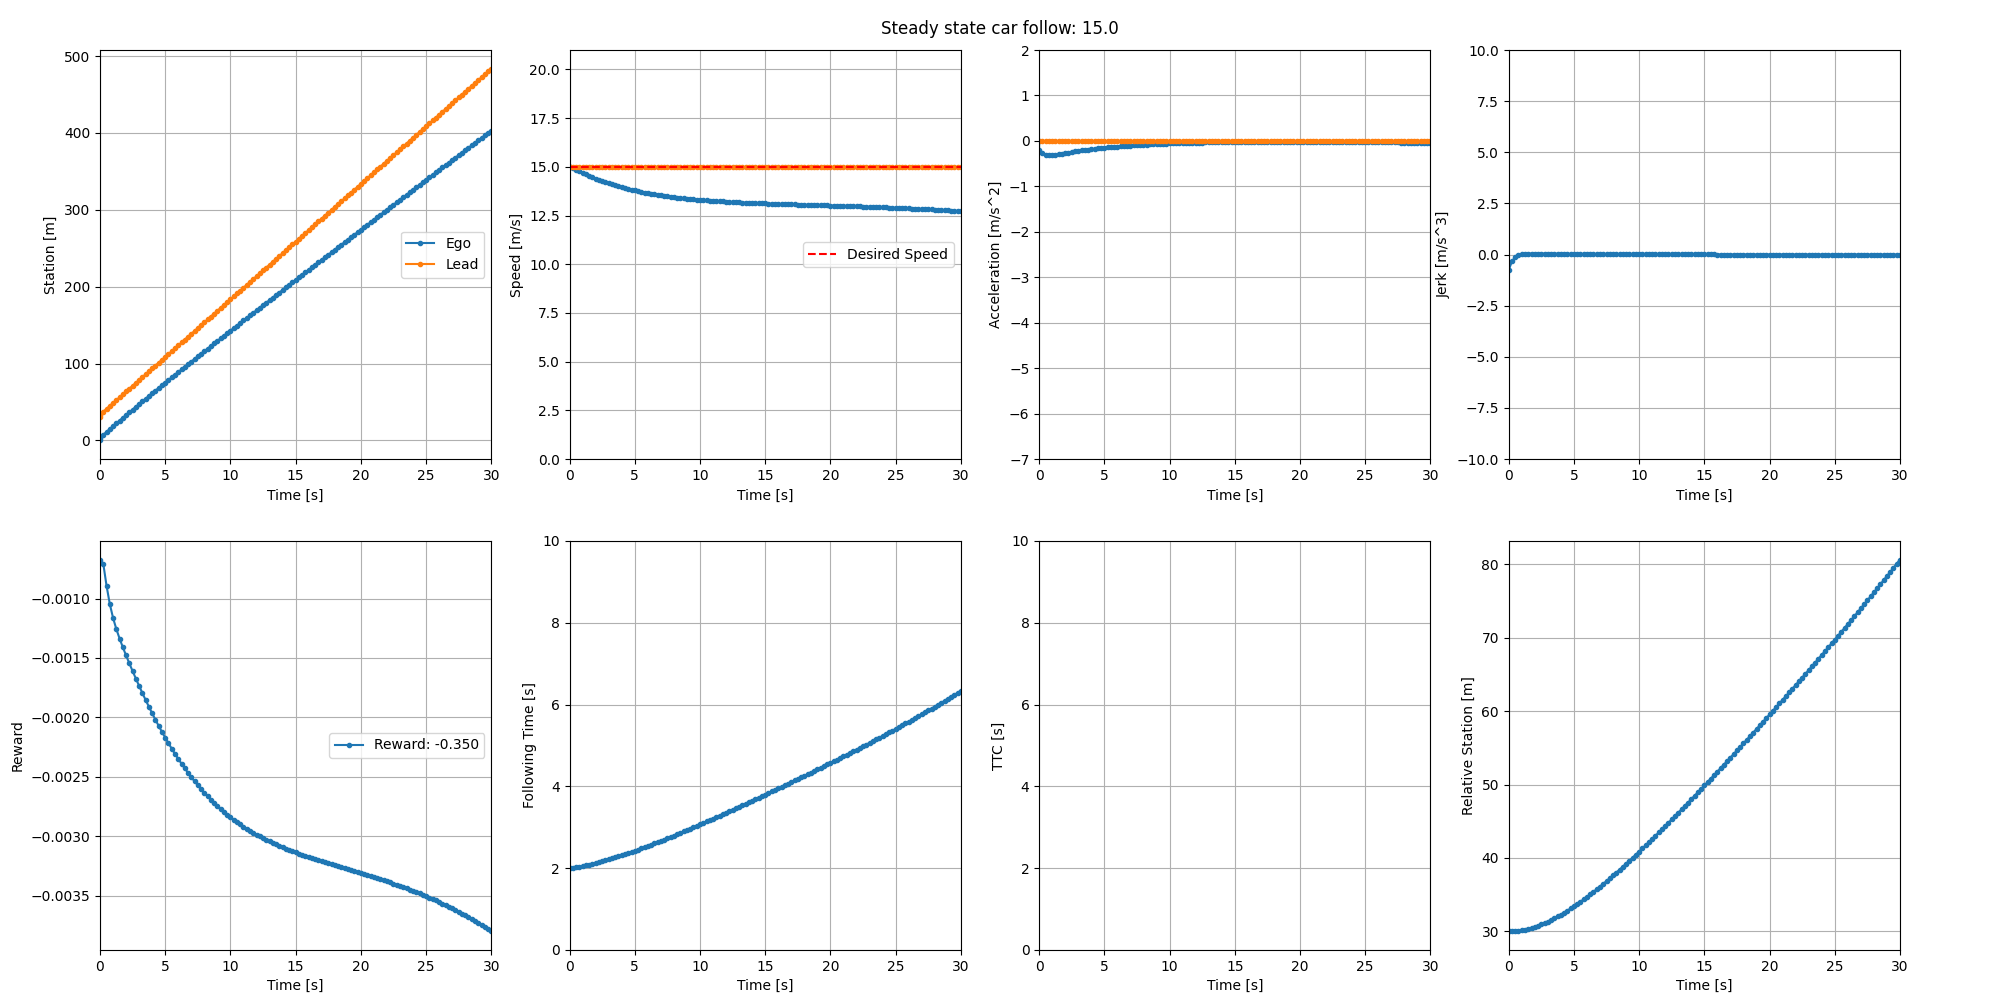 Steady state car follow: 15.0
500
400
300
200
100
0
Station [m]
Ego
Lead
0 5 10 15 20 25 30
Time [s]
20.0
17.5
15.0
12.5
10.0
7.5
5.0
2.5
0.0
Speed [m/s]
Desired Speed
0 5 10 15 20 25 30
Time [s]
2
1
0
−1
−2
−3
−4
−5
−6
−7
Acceleration [m/s^2]
0 5 10 15 20 25 30
Time [s]
10.0
7.5
5.0
2.5
0.0
−2.5
−5.0
−7.5
−10.0
Jerk [m/s^3]
0 5 10 15 20 25 30
Time [s]
−0.0010
−0.0015
−0.0020
−0.0025
−0.0030
−0.0035
Reward
Reward: -0.350
0 5 10 15 20 25 30
Time [s]
10
8
6
4
2
0
Following Time [s]
0 5 10 15 20 25 30
Time [s]
10
8
6
4
2
0
TTC [s]
0 5 10 15 20 25 30
Time [s]
80
70
60
50
40
30
Relative Station [m]
0 5 10 15 20 25 30
Time [s]